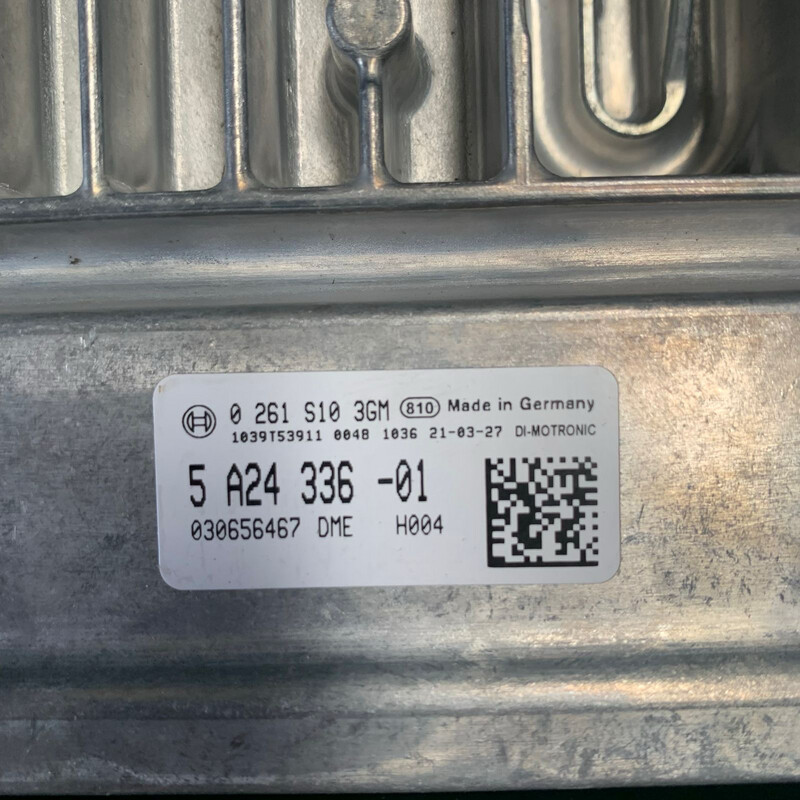 0 261 S10 3GM 810 Made in Germany
1039T53911 0048 1036 21-03-27 DI-MOTRONIC
5 A24 336 -01
030656467 DME H004